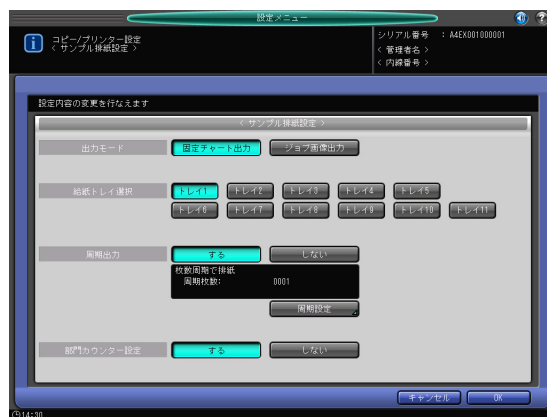 設定メニュー
コピー/プリンター設定
< サンプル排紙設定 >
シリアル番号 : A4EX001000001
< 管理者名 >
< 内線番号 >
設定内容の変更を行なえます
< サンプル排紙設定 >
出力モード 固定チャート出力 ジョブ画像出力
給紙トレイ選択 トレイ1 トレイ2 トレイ3 トレイ4 トレイ5
トレイ6 トレイ7 トレイ8 トレイ9 トレイ10 トレイ11
周期出力 する しない
枚数周期で排紙
周期枚数: 0001
周期設定
部門カウンター設定 する しない
キャンセル OK
14:30